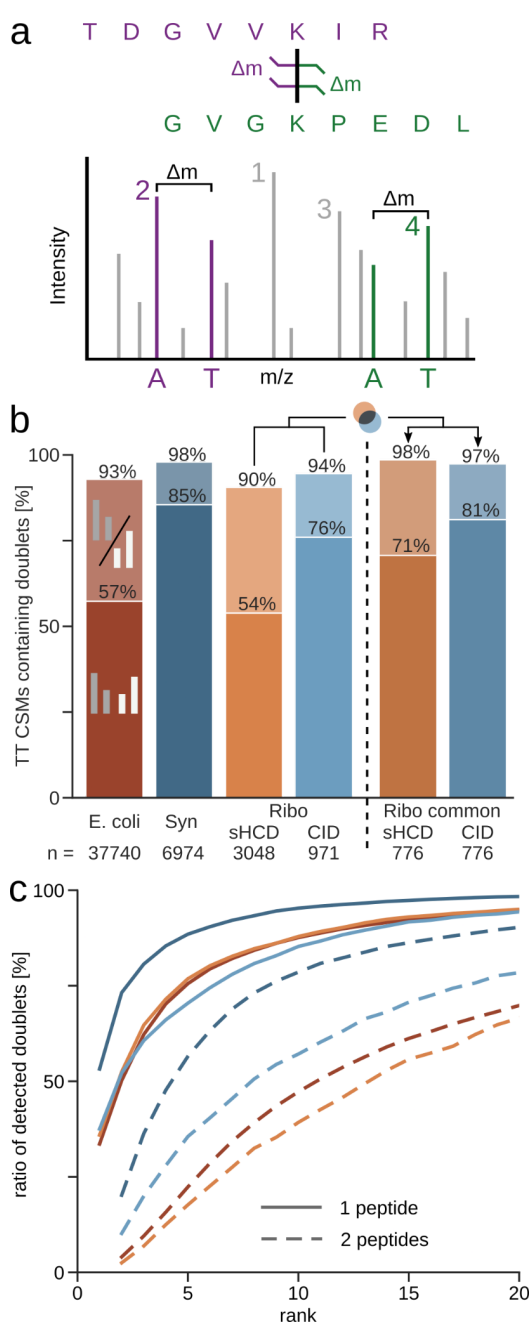 a
T D G V V K I R
Δm
Δm
G V G K P E D L
2
Δm
1
3
Δm
4
Intensity
A T m/z A T
b
TT CSMs containing doublets [%]
100
50
0
93%
57%
98%
85%
90%
54%
94%
76%
98%
71%
97%
81%
E. coli Syn Ribo Ribo common
sHCD CID sHCD CID
n = 37740 6974 3048 971 776 776
c
ratio of detected doublets [%]
100
50
0
1 peptide
2 peptides
0 5 10 15 20
rank